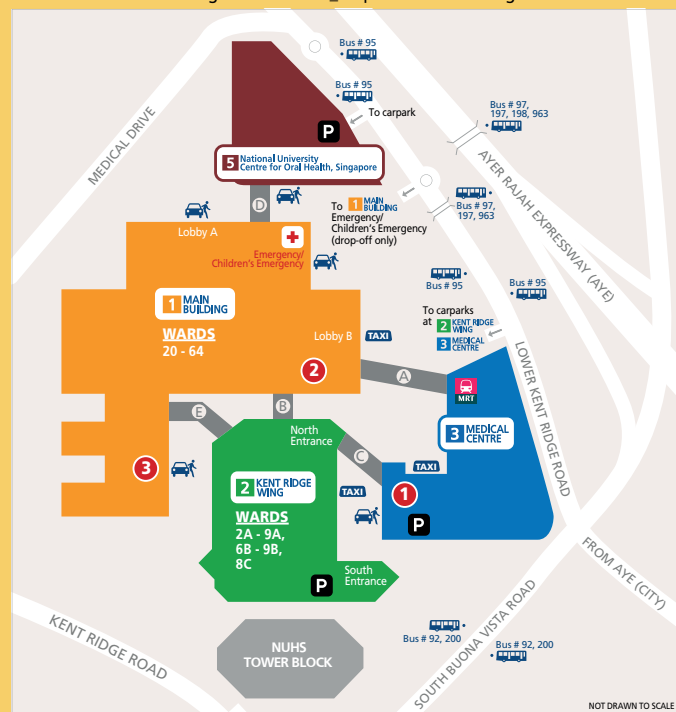 Bus # 95
Bus # 95
To carpark
P
Bus # 97,
197, 198, 963
MEDICAL DRIVE
AYER RAJAH EXPRESSWAY (AYE)
5 National University
Centre for Oral Health, Singapore
D
To 1 MAIN
BUILDING
Emergency/
Children's Emergency
(drop-off only)
Bus # 97,
197, 963
Lobby A
Emergency/
Children's Emergency
Bus # 95
Bus # 95
1 MAIN
BUILDING
WARDS
20 - 64
To carparks
at 2 KENT RIDGE
WING
3 MEDICAL
CENTRE
Lobby B
TAXI
2
A
MRT
LOWER KENT RIDGE ROAD
E
B
North
Entrance
C
3 MEDICAL
CENTRE
3
TAXI
2 KENT RIDGE
WING
TAXI
1
WARDS
2A - 9A,
6B - 9B,
8C
P
South
Entrance
P
FROM AYE (CITY)
KENT RIDGE ROAD
NUHS
TOWER BLOCK
SOUTH BUONA VISTA ROAD
Bus # 92, 200
Bus # 92, 200
NOT DRAWN TO SCALE